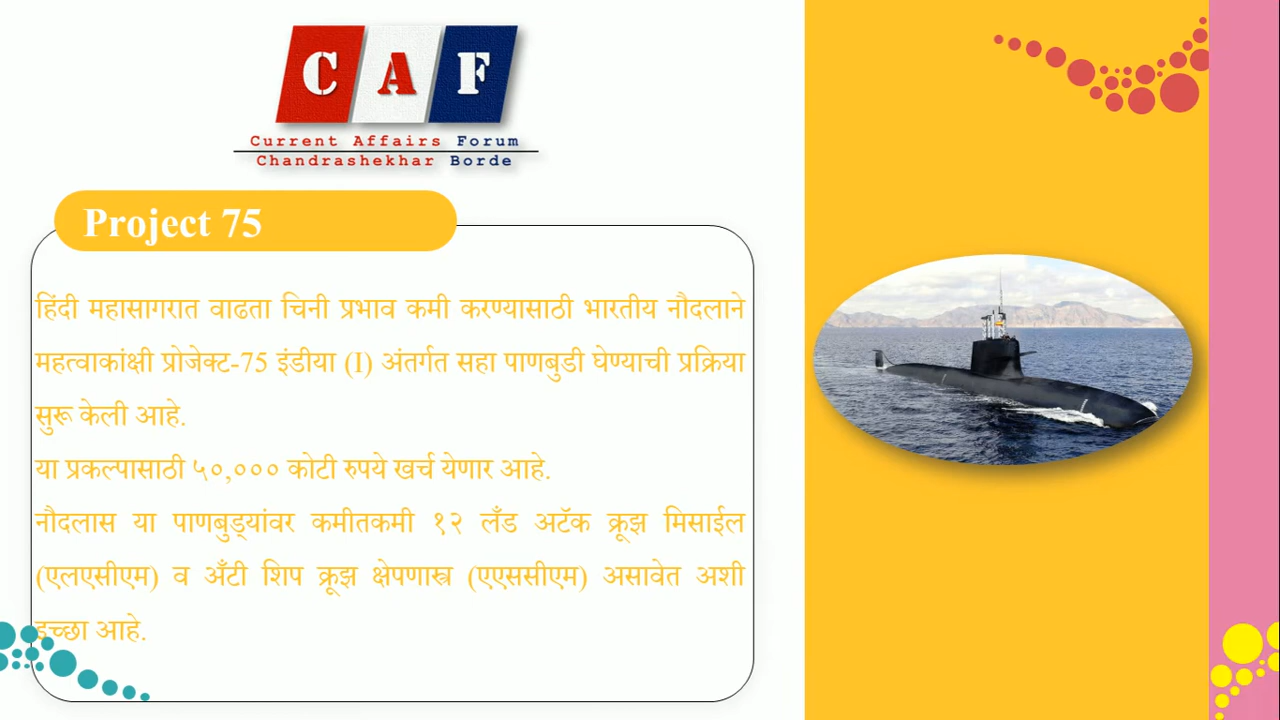 CAF
Current Affairs Forum
Chandrashekhar Borde
Project 75
हिंदी महासागरात वाढता चिनी प्रभाव कमी करण्यासाठी भारतीय नौदलाने
महत्वाकांक्षी प्रोजेक्ट-75 इंडीया (I) अंतर्गत सहा पाणबुडी घेण्याची प्रक्रिया
सुरू केली आहे.
या प्रकल्पासाठी ५०,००० कोटी रुपये खर्च येणार आहे.
नौदलास या पाणबुड्यांवर कमीतकमी १२ लँड अटॅक क्रूझ मिसाईल
(एलएसीएम) व अँटी शिप क्रूझ क्षेपणास्त्र (एएससीएम) असावेत अशी
इच्छा आहे.